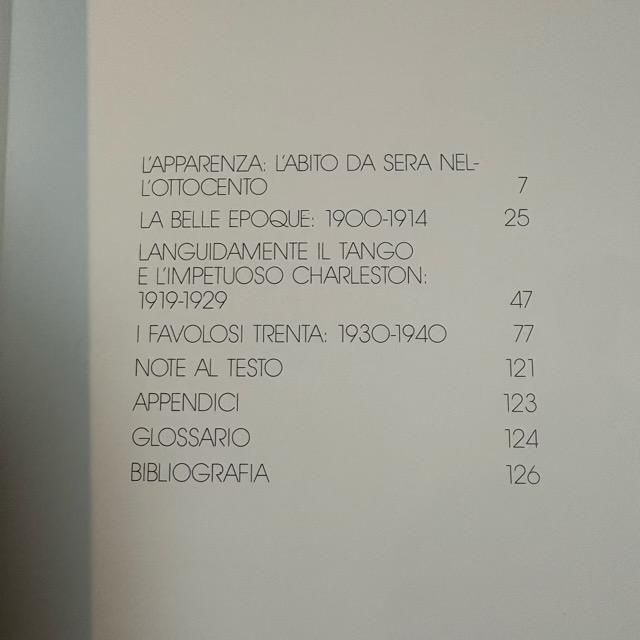 L'APPARENZA: L'ABITO DA SERA NEL-
L'OTTOCENTO 7
LA BELLE EPOQUE: 1900-1914 25
LANGUIDAMENTE IL TANGO
E L'IMPETUOSO CHARLESTON:
1919-1929 47
I FAVOLOSI TRENTA: 1930-1940 77
NOTE AL TESTO 121
APPENDICI 123
GLOSSARIO 124
BIBLIOGRAFIA 126